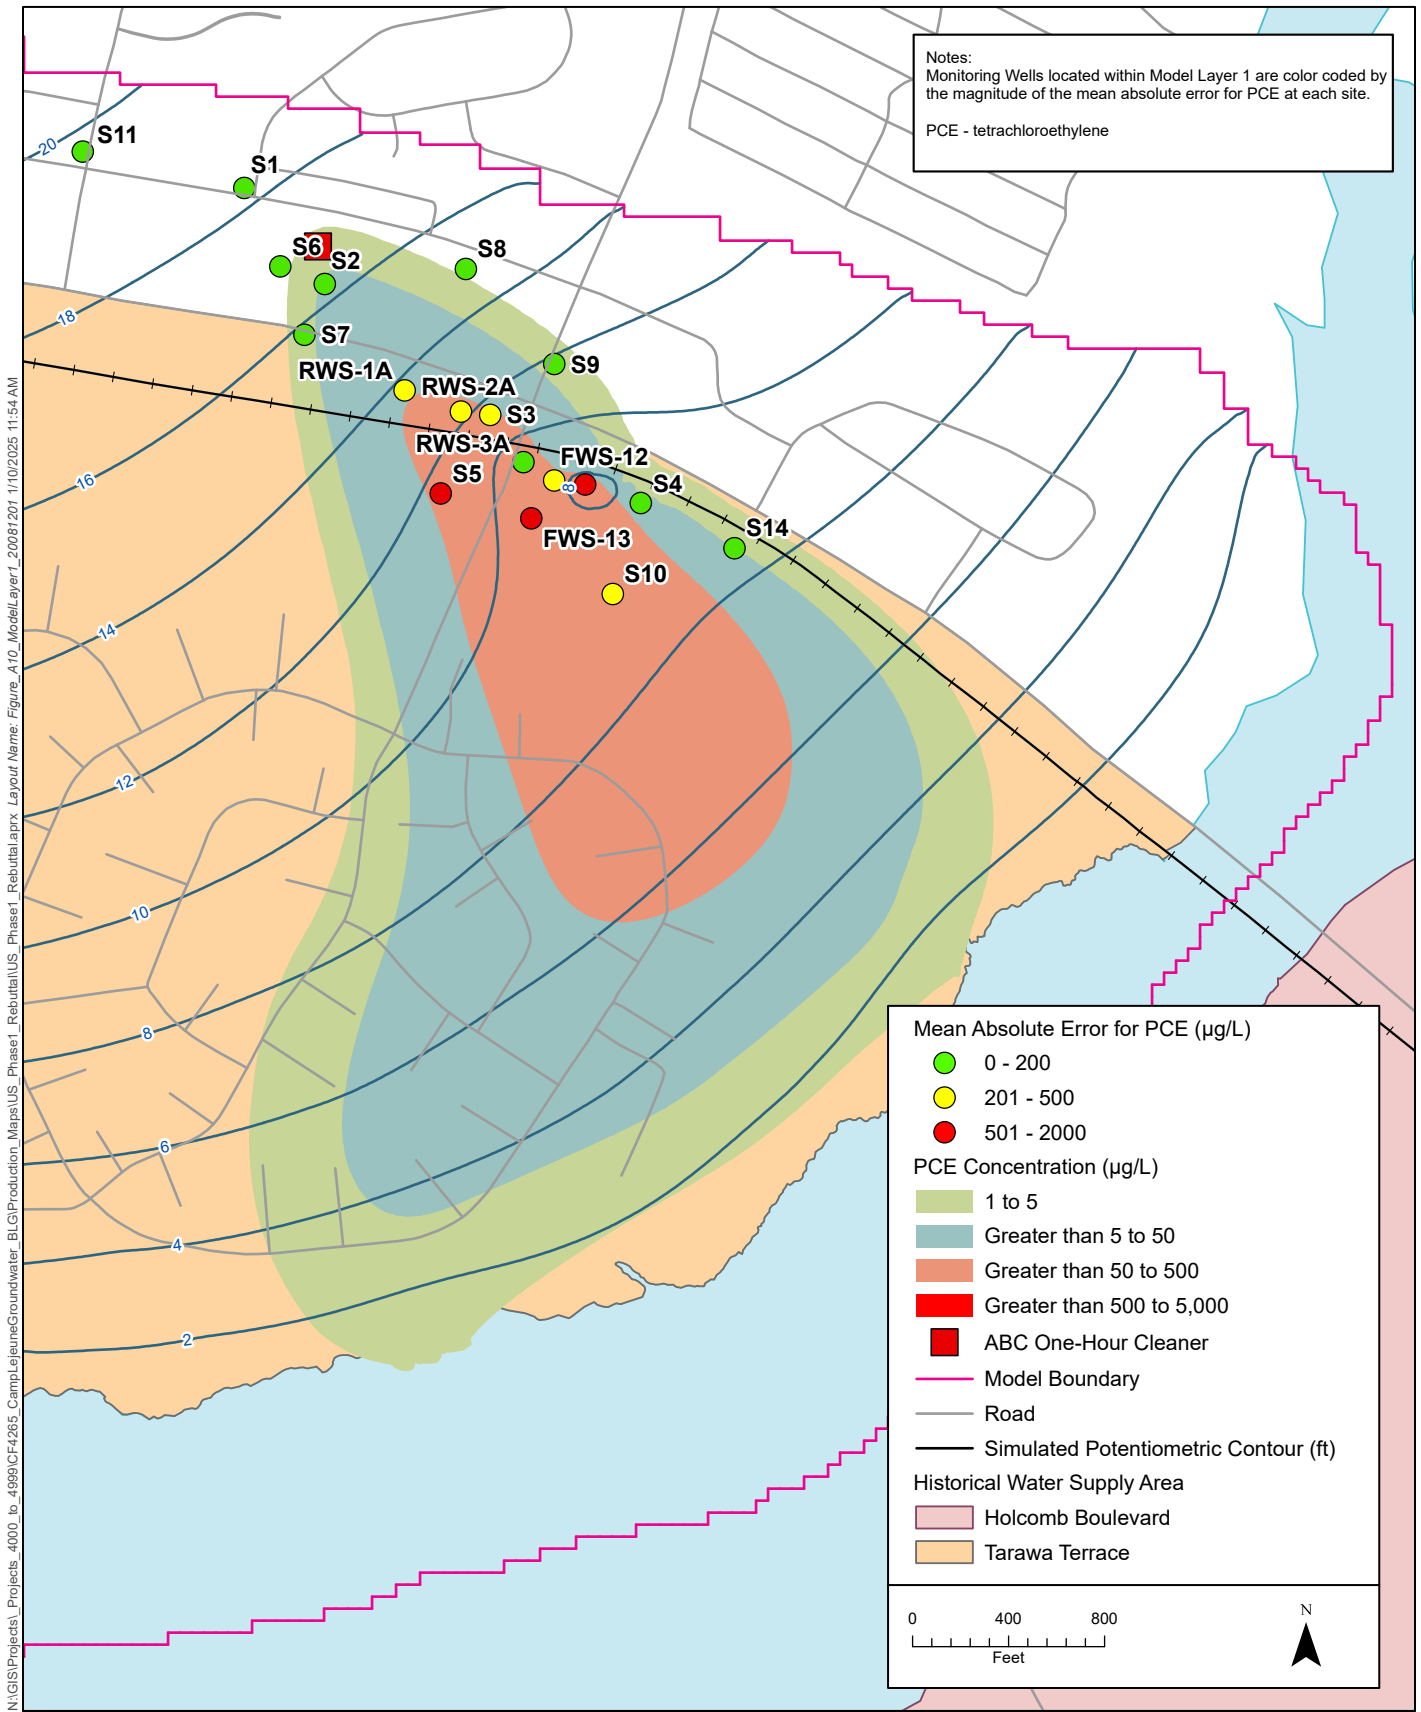 Notes:
Monitoring Wells located within Model Layer 1 are color coded by
the magnitude of the mean absolute error for PCE at each site.
PCE - tetrachloroethylene
20
S11
S1
S6
S2
S8
18
S7
S9
RWS-1A
RWS-2A
S3
RWS-3A
FWS-12
S5
8
S4
16
S14
FWS-13
S10
14
12
10
8
6
4
2
Mean Absolute Error for PCE (µg/L)
0 - 200
201 - 500
501 - 2000
PCE Concentration (µg/L)
1 to 5
Greater than 5 to 50
Greater than 50 to 500
Greater than 500 to 5,000
ABC One-Hour Cleaner
Model Boundary
Road
Simulated Potentiometric Contour (ft)
Historical Water Supply Area
Holcomb Boulevard
Tarawa Terrace
0 400 800
Feet
N
N:\GIS\Projects\_Projects_4000_to_4999\CF4265_CampLejeuneGroundwater_BLG\Production_Maps\US_Phase1_Rebuttal\US_Phase1_Rebuttal.aprx Layout Name: Figure_A10_ModelLayer1_20081201 1/10/2025 11:54 AM